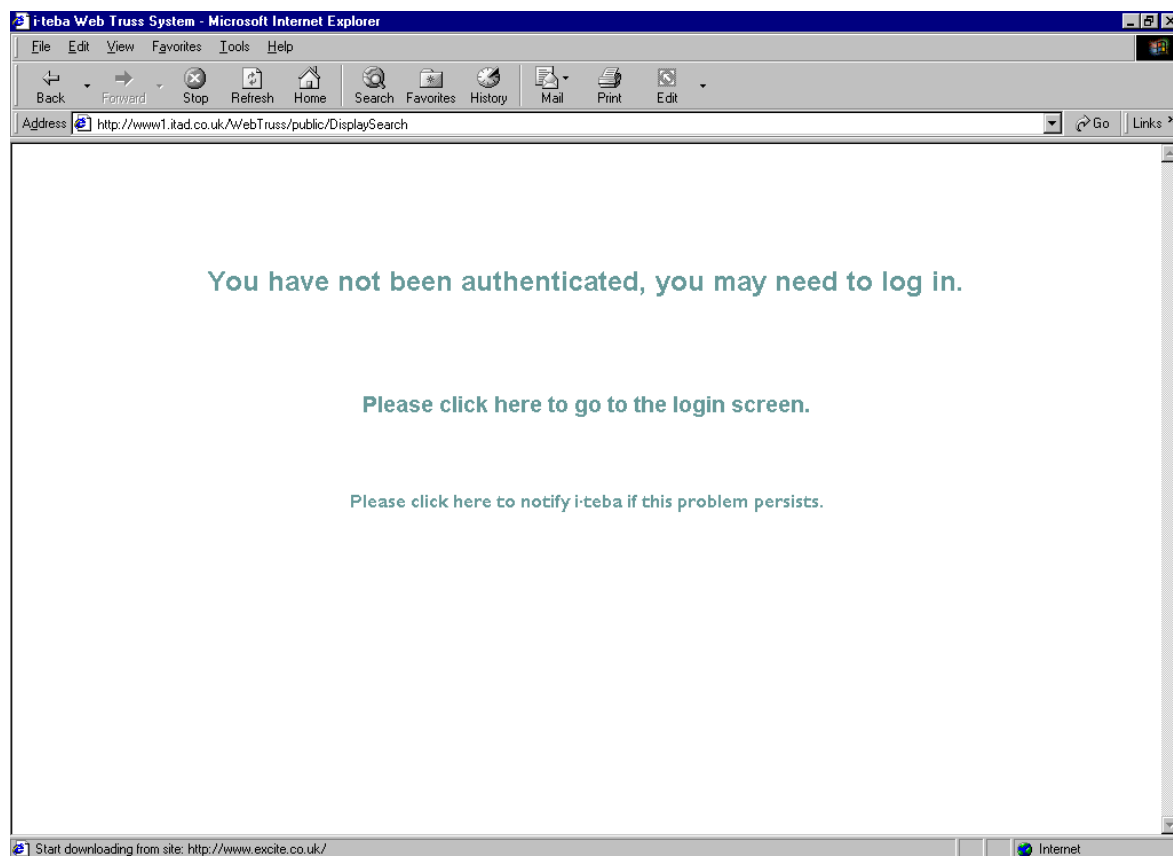 i·teba Web Truss System - Microsoft Internet Explorer
File Edit View Favorites Tools Help
Back Forward Stop Refresh Home Search Favorites History Mail Print Edit
Address http://www1.itad.co.uk/WebTruss/public/DisplaySearch Go Links »
You have not been authenticated, you may need to log in.
Please click here to go to the login screen.
Please click here to notify i·teba if this problem persists.
Start downloading from site: http://www.excite.co.uk/ Internet